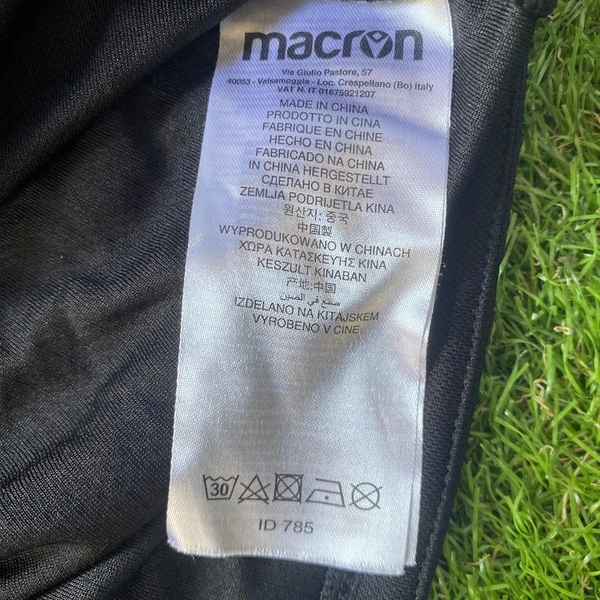 macron
Via Giulio Pastore, 57
40053 - Valsamoggia - Loc. Crespellano (Bo) Italy
VAT N. IT 01675921207
MADE IN CHINA
PRODOTTO IN CINA
FABRIQUE EN CHINE
HECHO EN CHINA
FABRICADO NA CHINA
IN CHINA HERGESTELLT
СДЕЛАНО В КИТАЕ
ZEMLJA PODRIJETLA KINA
원산지: 중국
中国製
WYPRODUKOWANO W CHINACH
ΧΩΡΑ ΚΑΤΑΣΚΕΥΉΣ ΚΙΝΑ
KESZULT KINABAN
产地:中国
صنع في الصين
IZDELANO NA KITAJSKEM
VYROBENO V CINE
30
ID 785